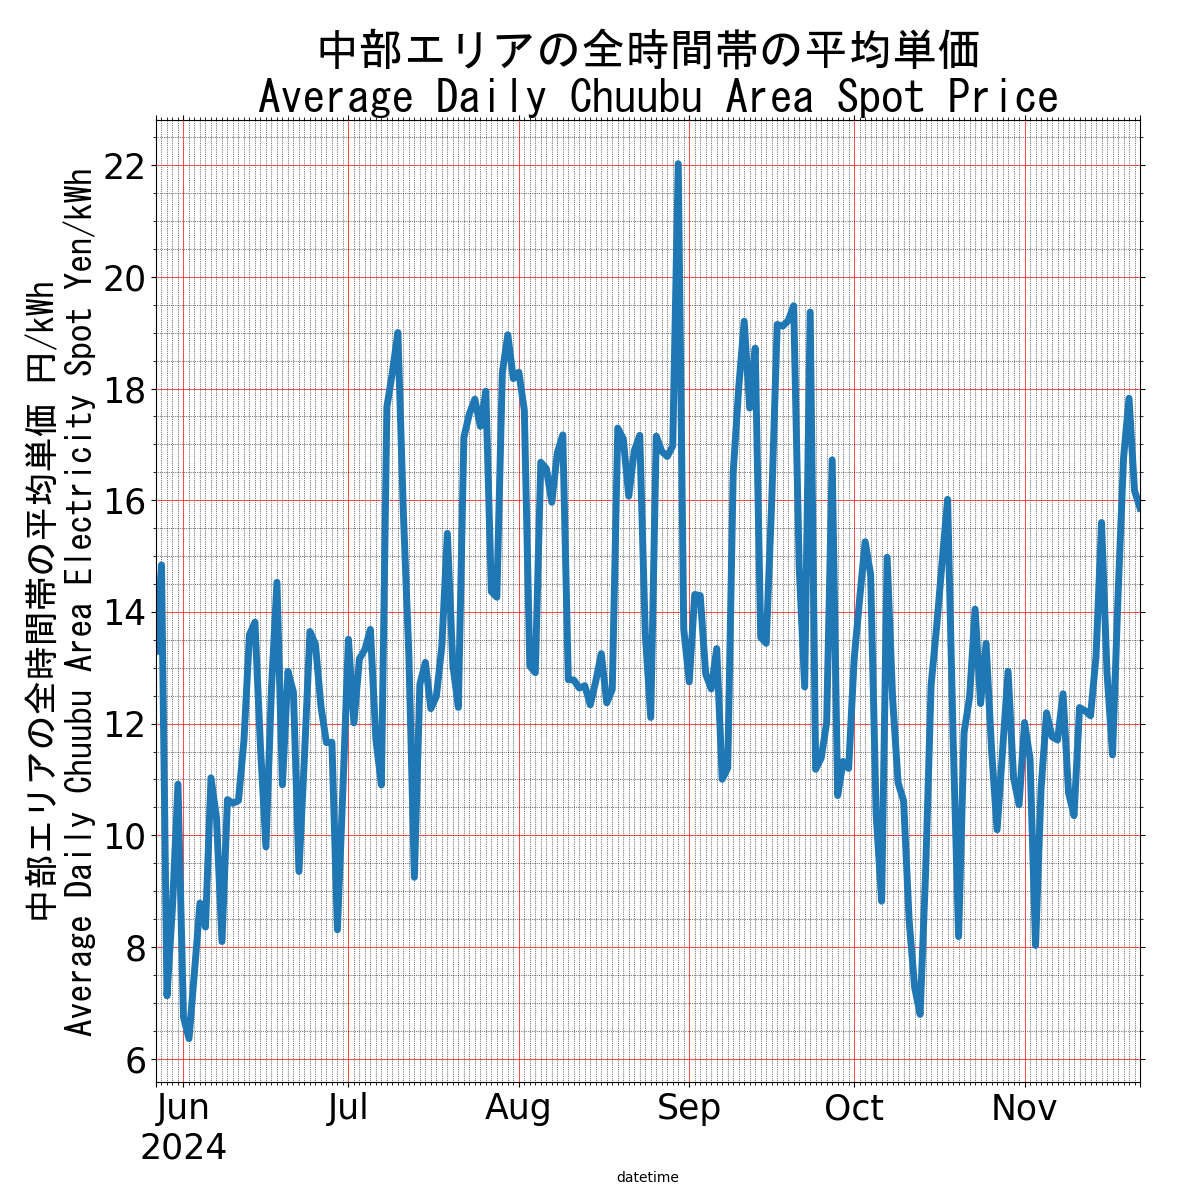 中部エリアの全時間帯の平均単価
Average Daily Chuubu Area Spot Price
中部エリアの全時間帯の平均単価 円/kWh
Average Daily Chuubu Area Electricity Spot Yen/kWh
22
20
18
16
14
12
10
8
6
Jun Jul Aug Sep Oct Nov
2024
datetime